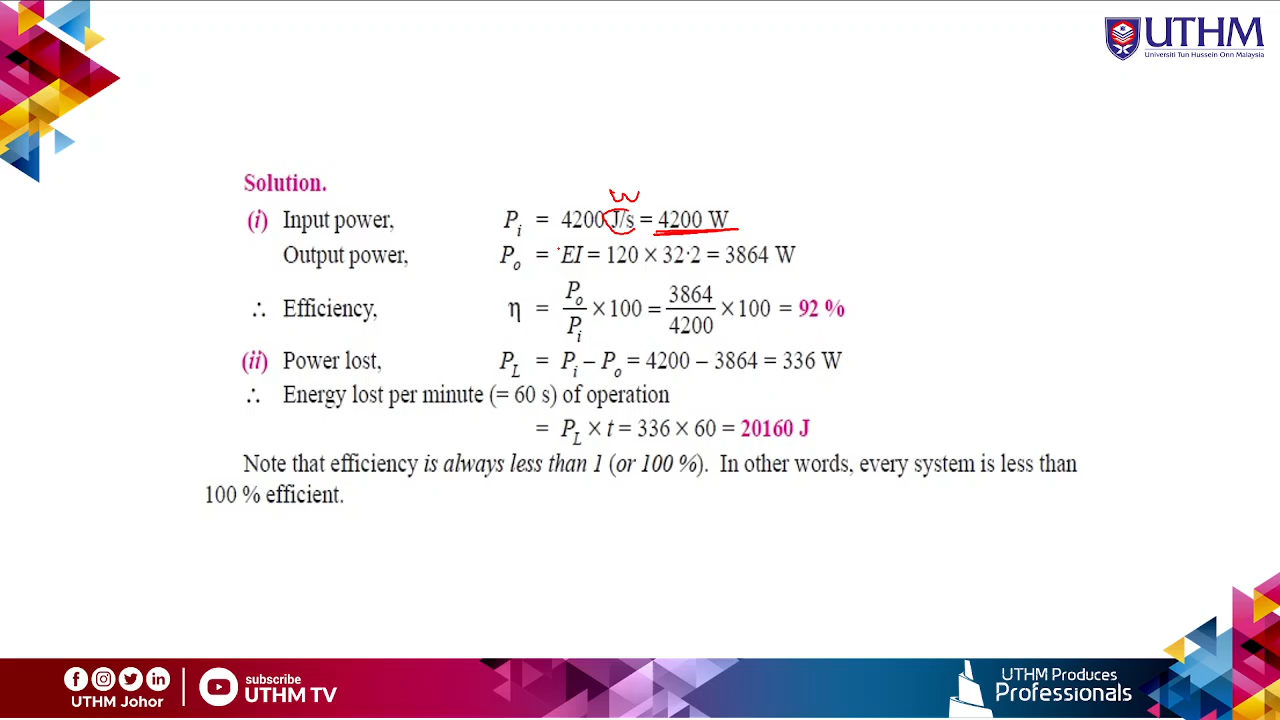 UTHM
Universiti Tun Hussein Onn Malaysia
Solution.
W
(i) Input power, Pi = 4200 J/s = 4200 W
Output power, Po = EI = 120 × 32·2 = 3864 W
∴ Efficiency, η = Po/Pi × 100 = 3864/4200 × 100 = 92 %
(ii) Power lost, PL = Pi – Po = 4200 – 3864 = 336 W
∴ Energy lost per minute (= 60 s) of operation
= PL × t = 336 × 60 = 20160 J
Note that efficiency is always less than 1 (or 100 %). In other words, every system is less than
100 % efficient.
UTHM Johor
subscribe
UTHM TV
UTHM Produces
Professionals